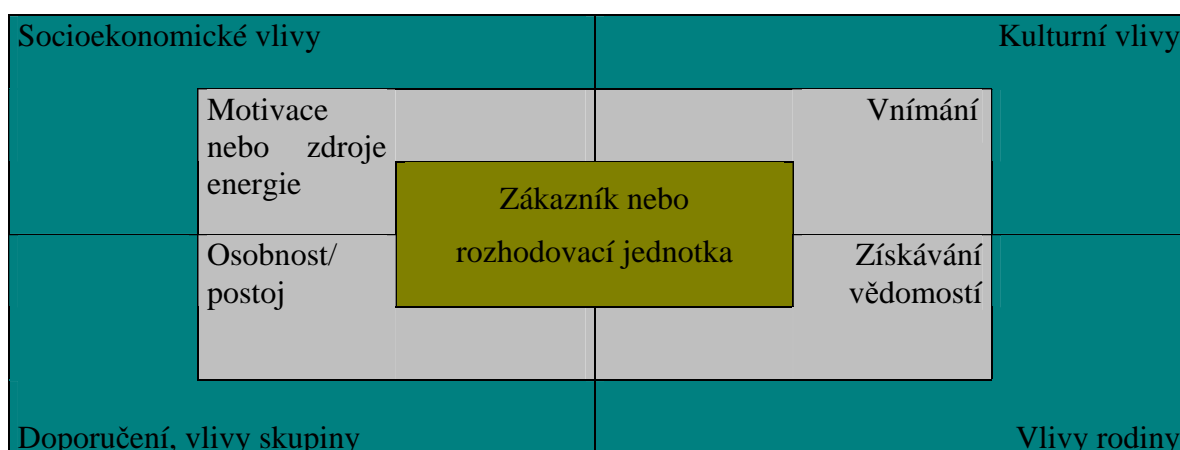 Socioekonomické vlivy
Kulturní vlivy
Motivace
nebo zdroje
energie
Vnímání
Zákazník nebo
rozhodovací jednotka
Osobnost/
postoj
Získávání
vědomostí
Doporučení, vlivy skupiny
Vlivy rodiny